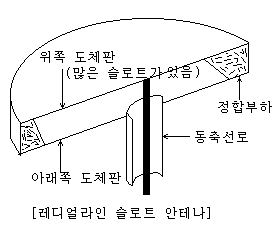 위쪽 도체판
(많은 슬로트가 있음)
정합부하
동축선로
아래쪽 도체판
[레디얼라인 슬로트 안테나]